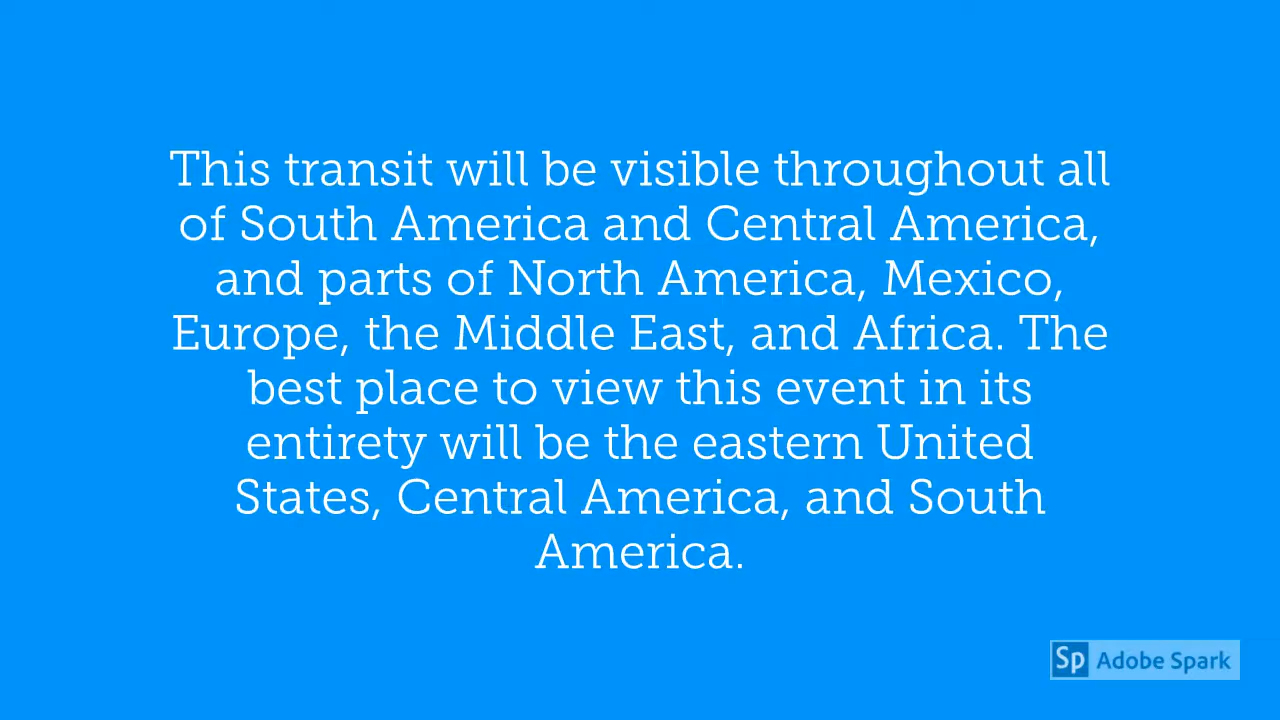 This transit will be visible throughout all
of South America and Central America,
and parts of North America, Mexico,
Europe, the Middle East, and Africa. The
best place to view this event in its
entirety will be the eastern United
States, Central America, and South
America.
Sp Adobe Spark